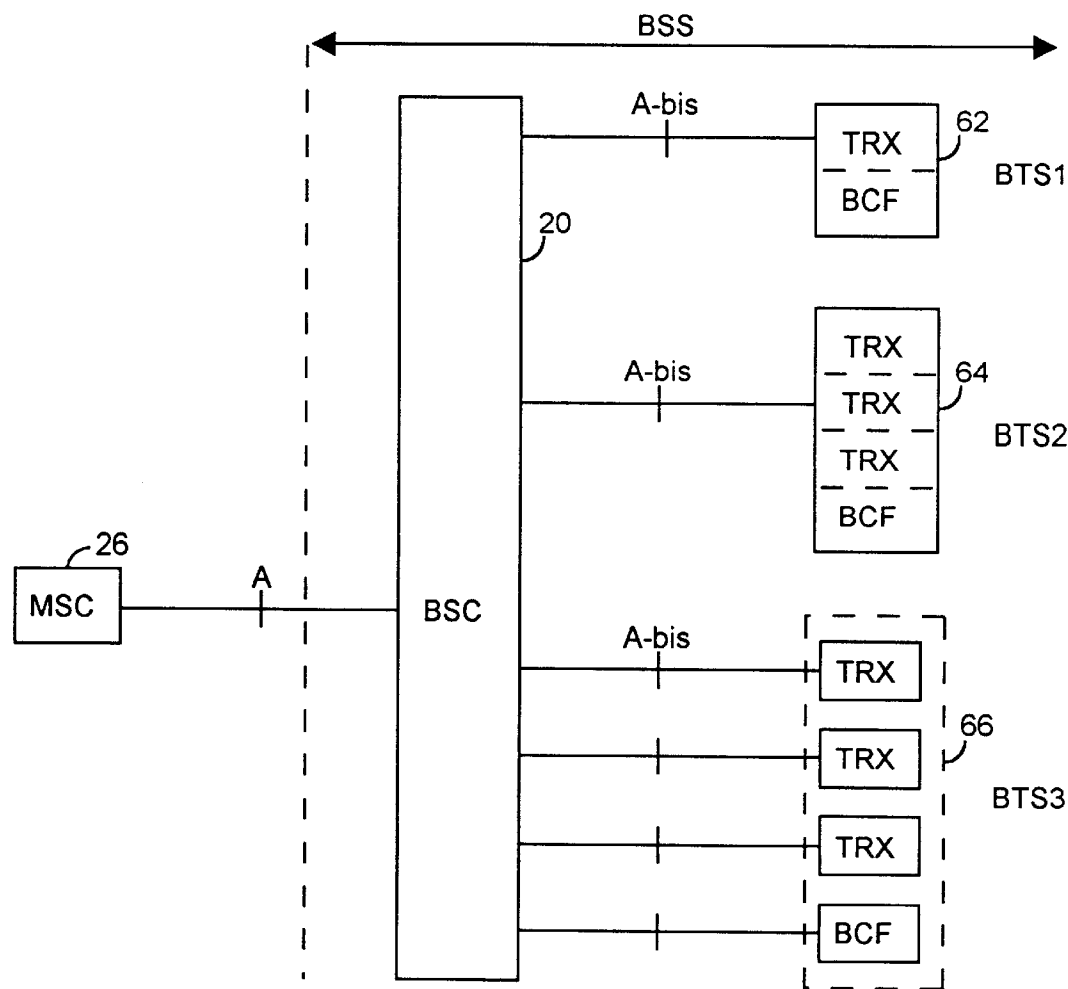 BSS
A-bis
62
TRX
BTS1
BCF
20
TRX
A-bis
64
TRX
BTS2
TRX
BCF
26
A
MSC
BSC
A-bis
TRX
66
TRX
BTS3
TRX
BCF